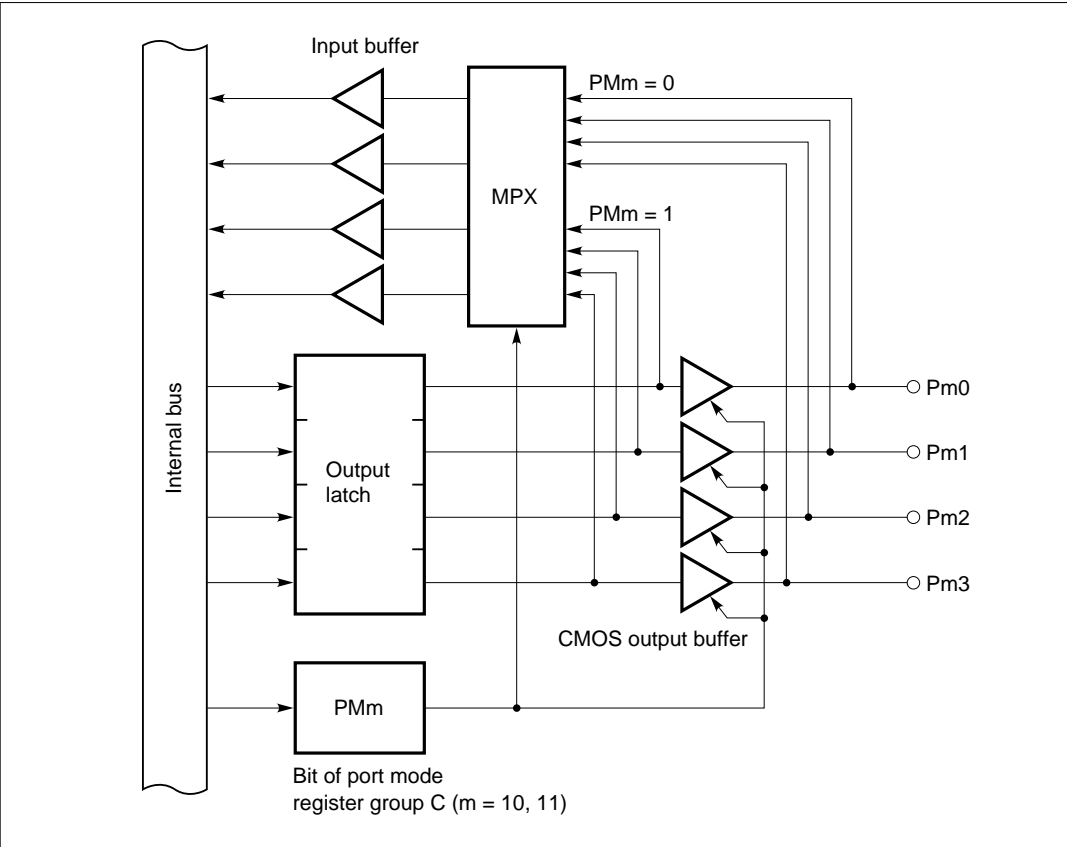 Input buffer
PMm = 0
MPX
PMm = 1
Internal bus
Output
latch
Pm0
Pm1
Pm2
Pm3
CMOS output buffer
PMm
Bit of port mode
register group C (m = 10, 11)